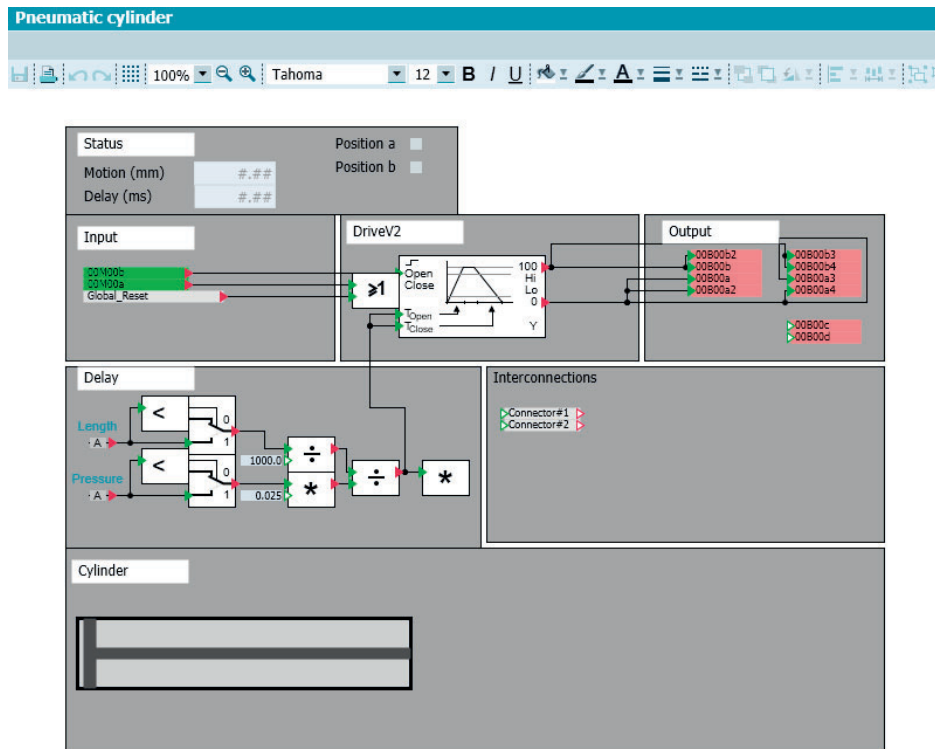 Pneumatic cylinder
100% Tahoma 12 B I U A
Status
Position a
Motion (mm) #.##
Position b
Delay (ms) #.##
Input
DriveV2
Output
00M00b
00M00a
Global_Reset
≥1
Open
Close
TOpen
TClose
100
Hi
Lo
0
Y
00B00b2
00B00b
00B00a
00B00a2
00B00b3
00B00b4
00B00a3
00B00a4
00B00c
00B00d
Delay
Interconnections
Length
A
<
0
1
1000.0
÷
Pressure
A
<
0
1
0.025
*
÷
*
Connector#1
Connector#2
Cylinder